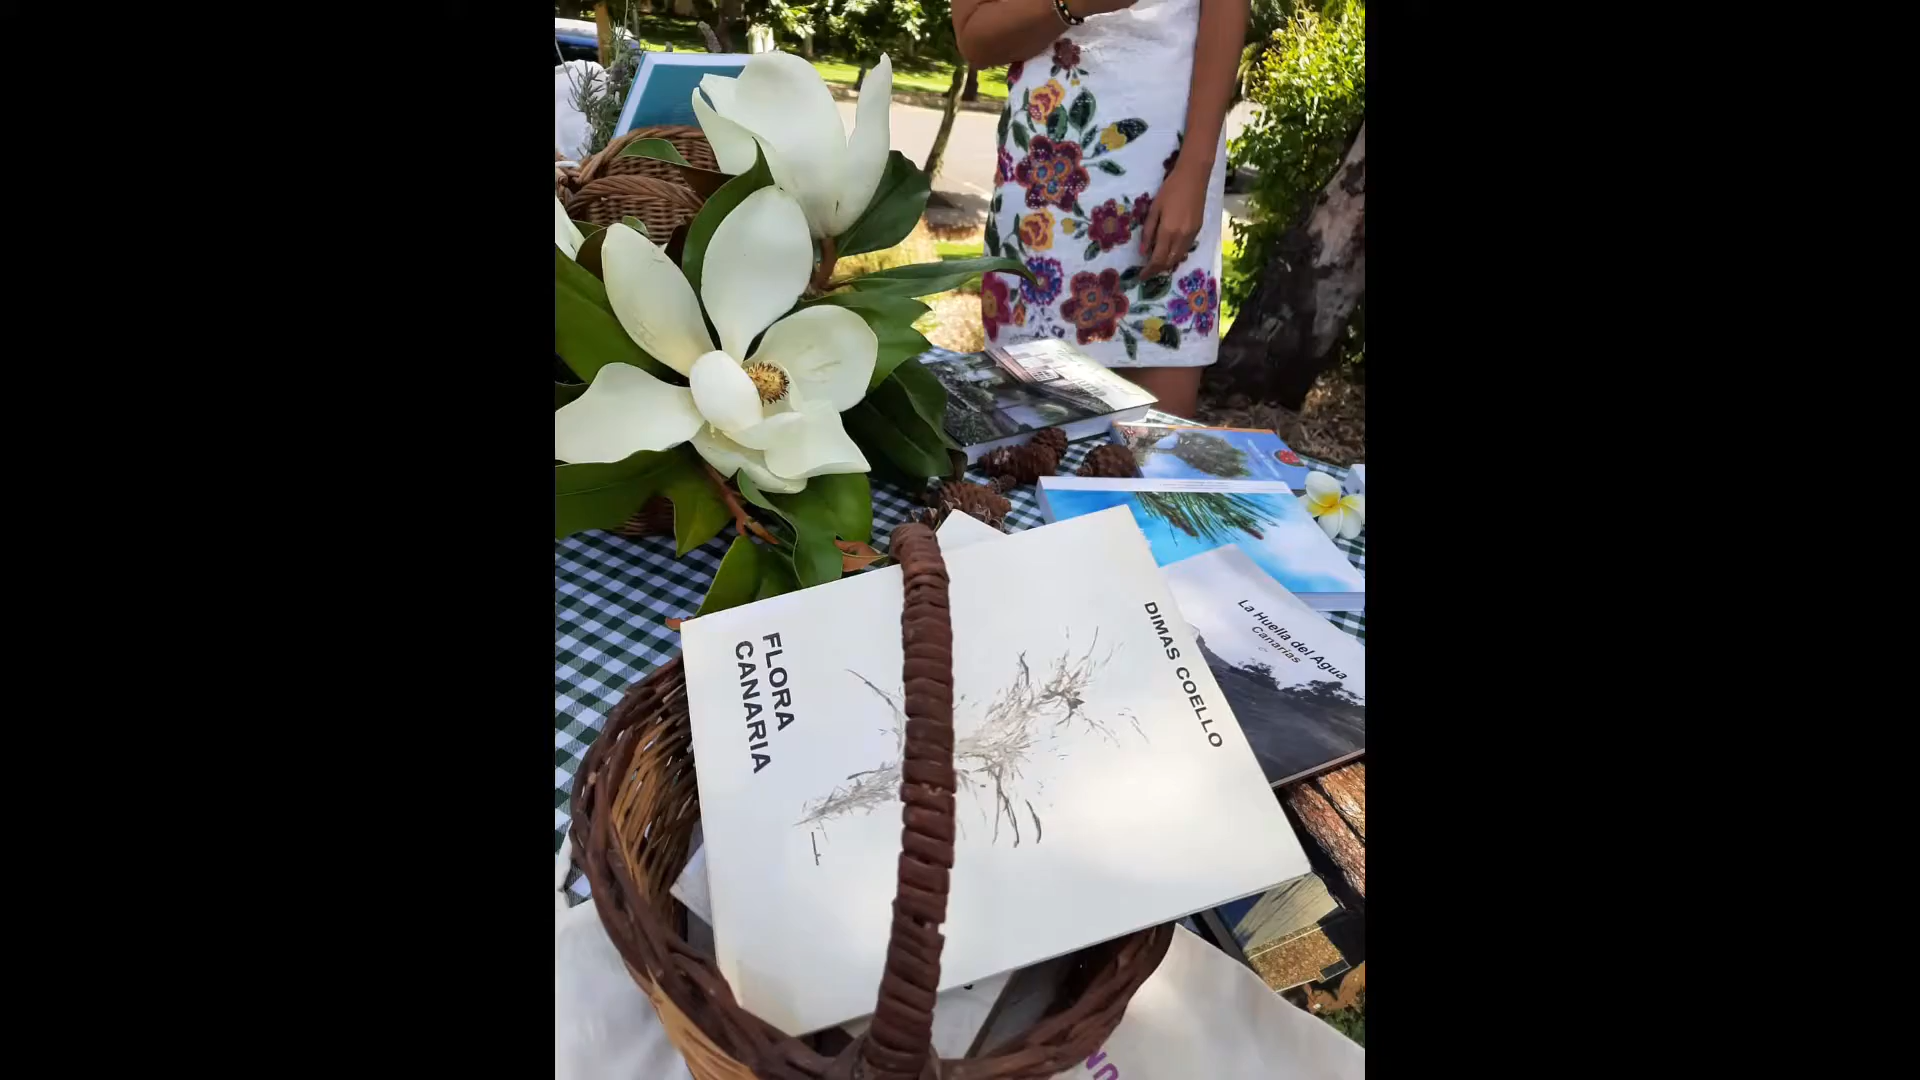 FLORA
CANARIA
DIMAS COELLO
La Huella del Agua
Canarias